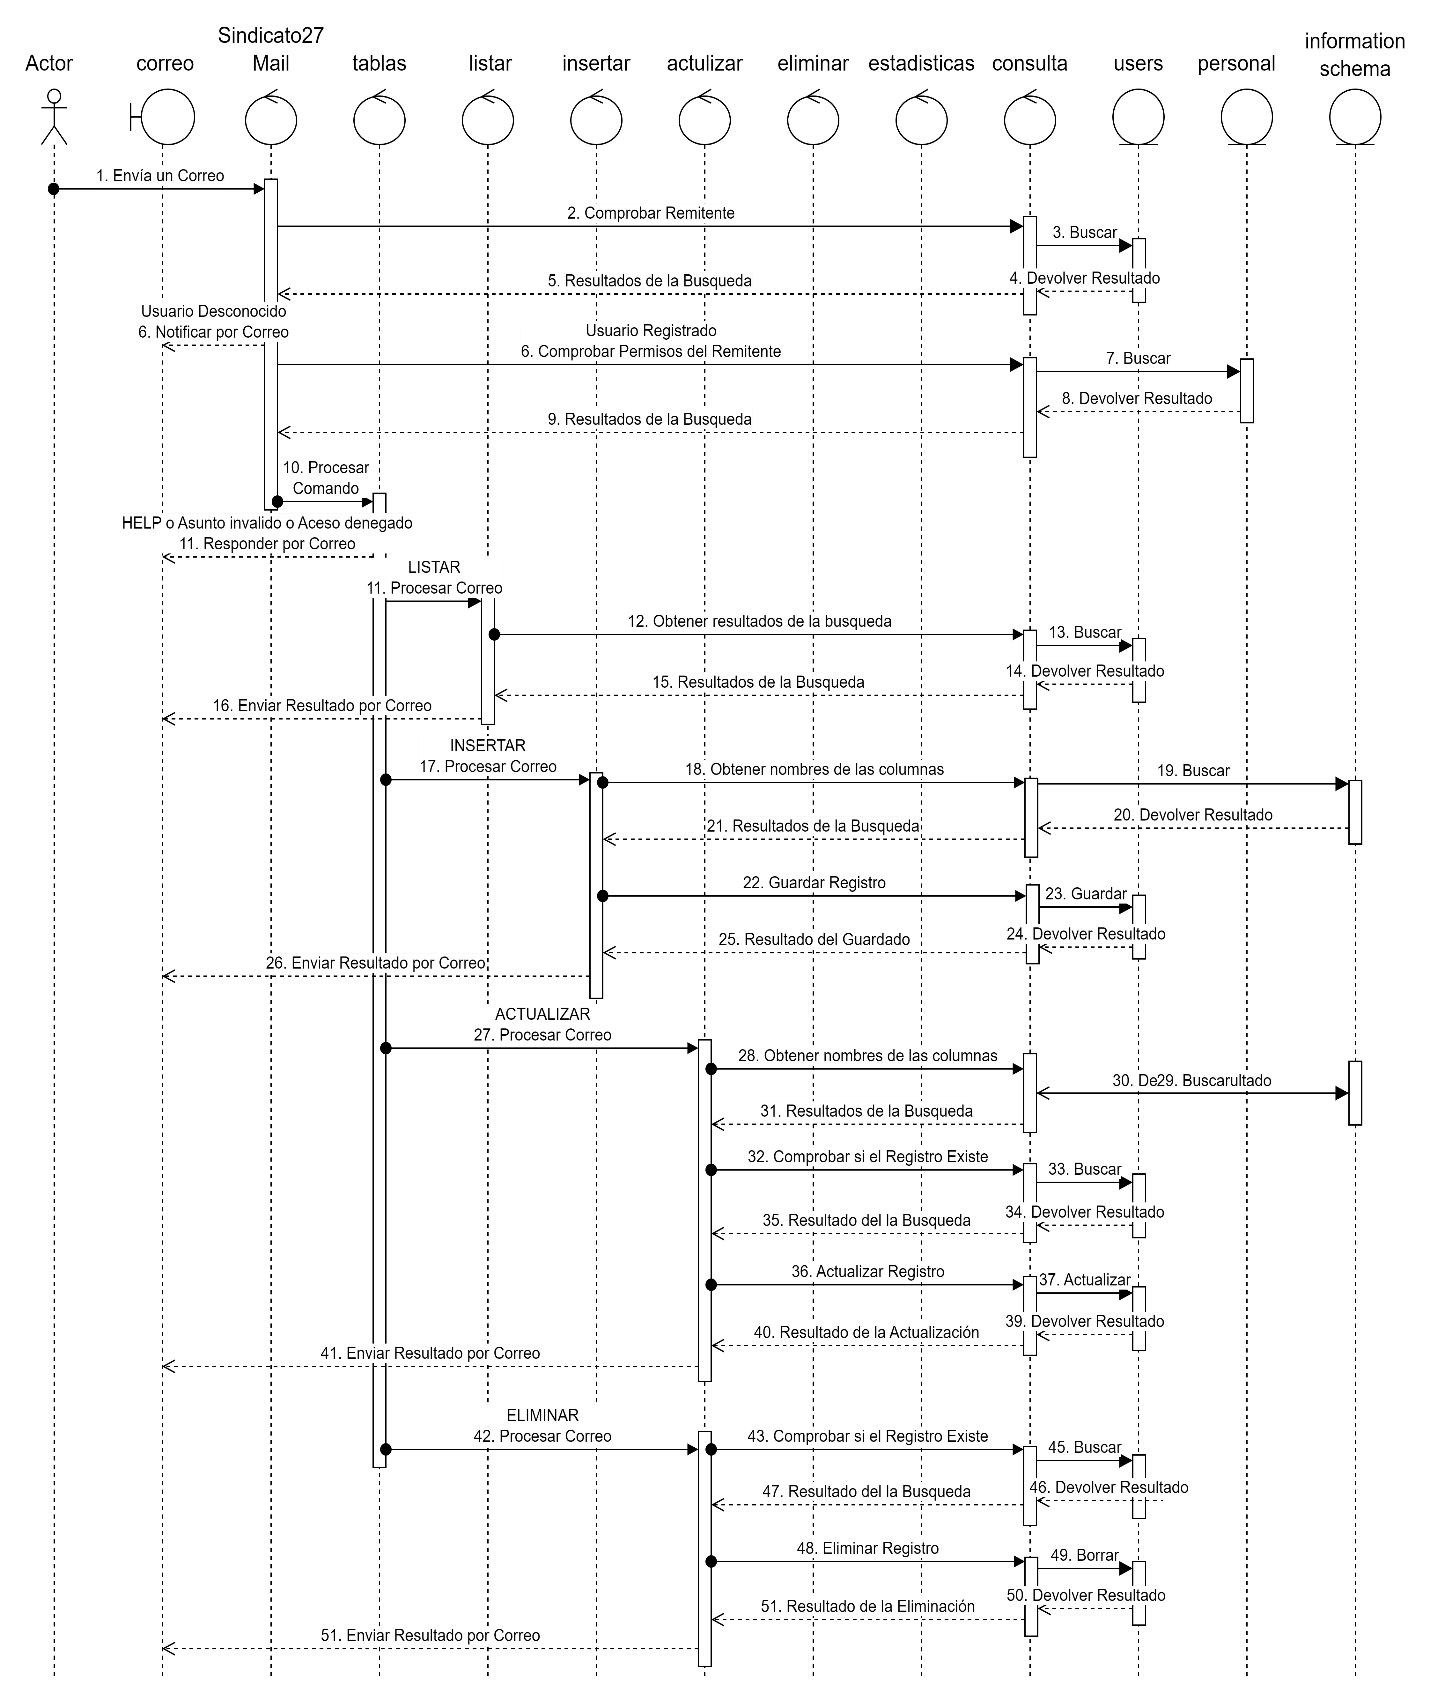 Actor
correo
Sindicato27
Mail
tablas
listar
insertar
actulizar
eliminar
estadisticas
consulta
users
personal
information
schema
1. Envía un Correo
2. Comprobar Remitente
3. Buscar
4. Devolver Resultado
5. Resultados de la Busqueda
Usuario Desconocido
6. Notificar por Correo
Usuario Registrado
6. Comprobar Permisos del Remitente
7. Buscar
8. Devolver Resultado
9. Resultados de la Busqueda
10. Procesar
Comando
HELP o Asunto invalido o Aceso denegado
11. Responder por Correo
LISTAR
11. Procesar Correo
12. Obtener resultados de la busqueda
13. Buscar
14. Devolver Resultado
15. Resultados de la Busqueda
16. Enviar Resultado por Correo
INSERTAR
17. Procesar Correo
18. Obtener nombres de las columnas
19. Buscar
20. Devolver Resultado
21. Resultados de la Busqueda
22. Guardar Registro
23. Guardar
24. Devolver Resultado
25. Resultado del Guardado
26. Enviar Resultado por Correo
ACTUALIZAR
27. Procesar Correo
28. Obtener nombres de las columnas
30. De29. Buscarultado
31. Resultados de la Busqueda
32. Comprobar si el Registro Existe
33. Buscar
34. Devolver Resultado
35. Resultado del la Busqueda
36. Actualizar Registro
37. Actualizar
39. Devolver Resultado
40. Resultado de la Actualización
41. Enviar Resultado por Correo
ELIMINAR
42. Procesar Correo
43. Comprobar si el Registro Existe
45. Buscar
46. Devolver Resultado
47. Resultado del la Busqueda
48. Eliminar Registro
49. Borrar
50. Devolver Resultado
51. Resultado de la Eliminación
51. Enviar Resultado por Correo